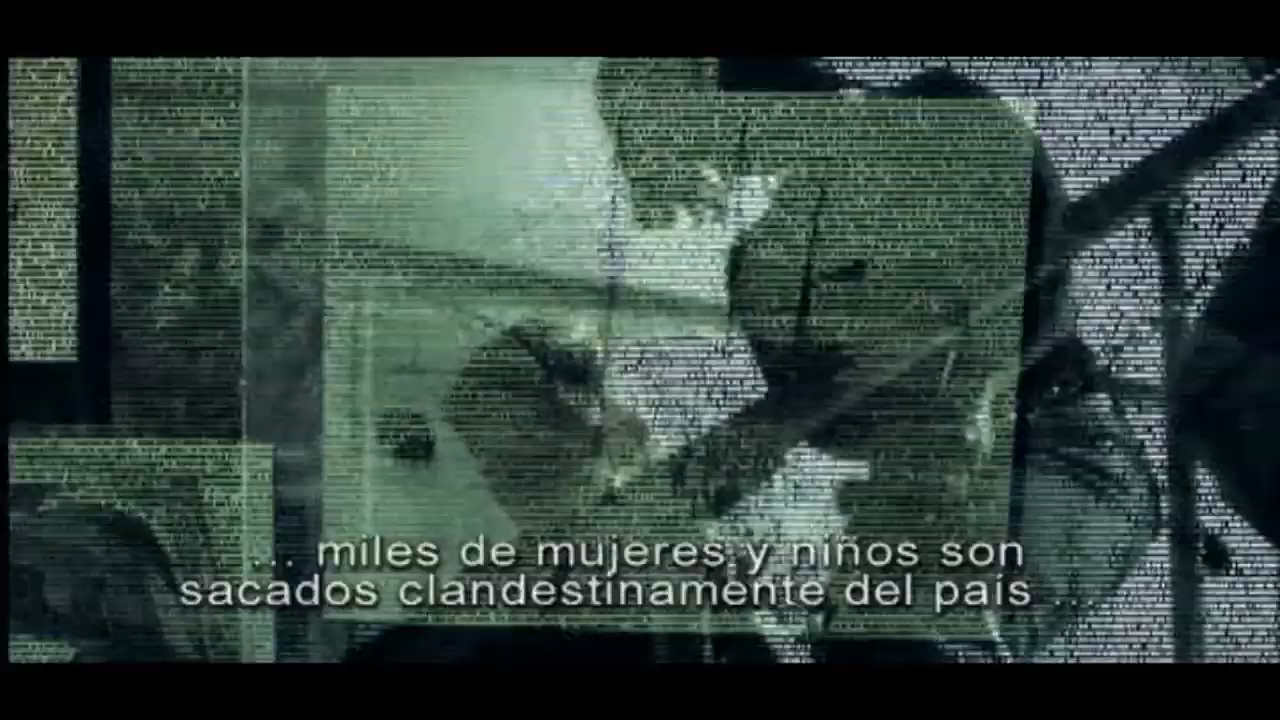 ... miles de mujeres y niños son
sacados clandestinamente del país ...